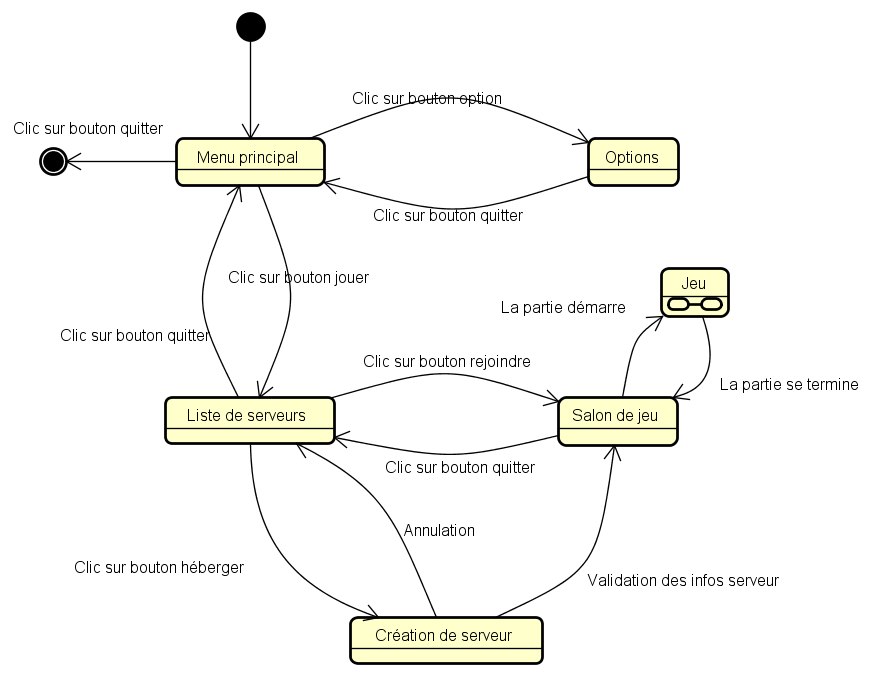 Clic sur bouton option
Clic sur bouton quitter
Menu principal
Options
Clic sur bouton quitter
Clic sur bouton jouer
Jeu
La partie démarre
Clic sur bouton quitter
Clic sur bouton rejoindre
La partie se termine
Liste de serveurs
Salon de jeu
Clic sur bouton quitter
Annulation
Clic sur bouton héberger
Validation des infos serveur
Création de serveur